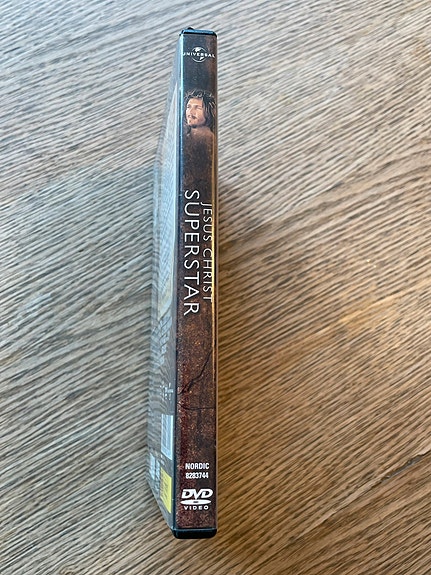 UNIVERSAL
JESUS CHRIST
SUPERSTAR
NORDIC
8283744
DVD
VIDEO